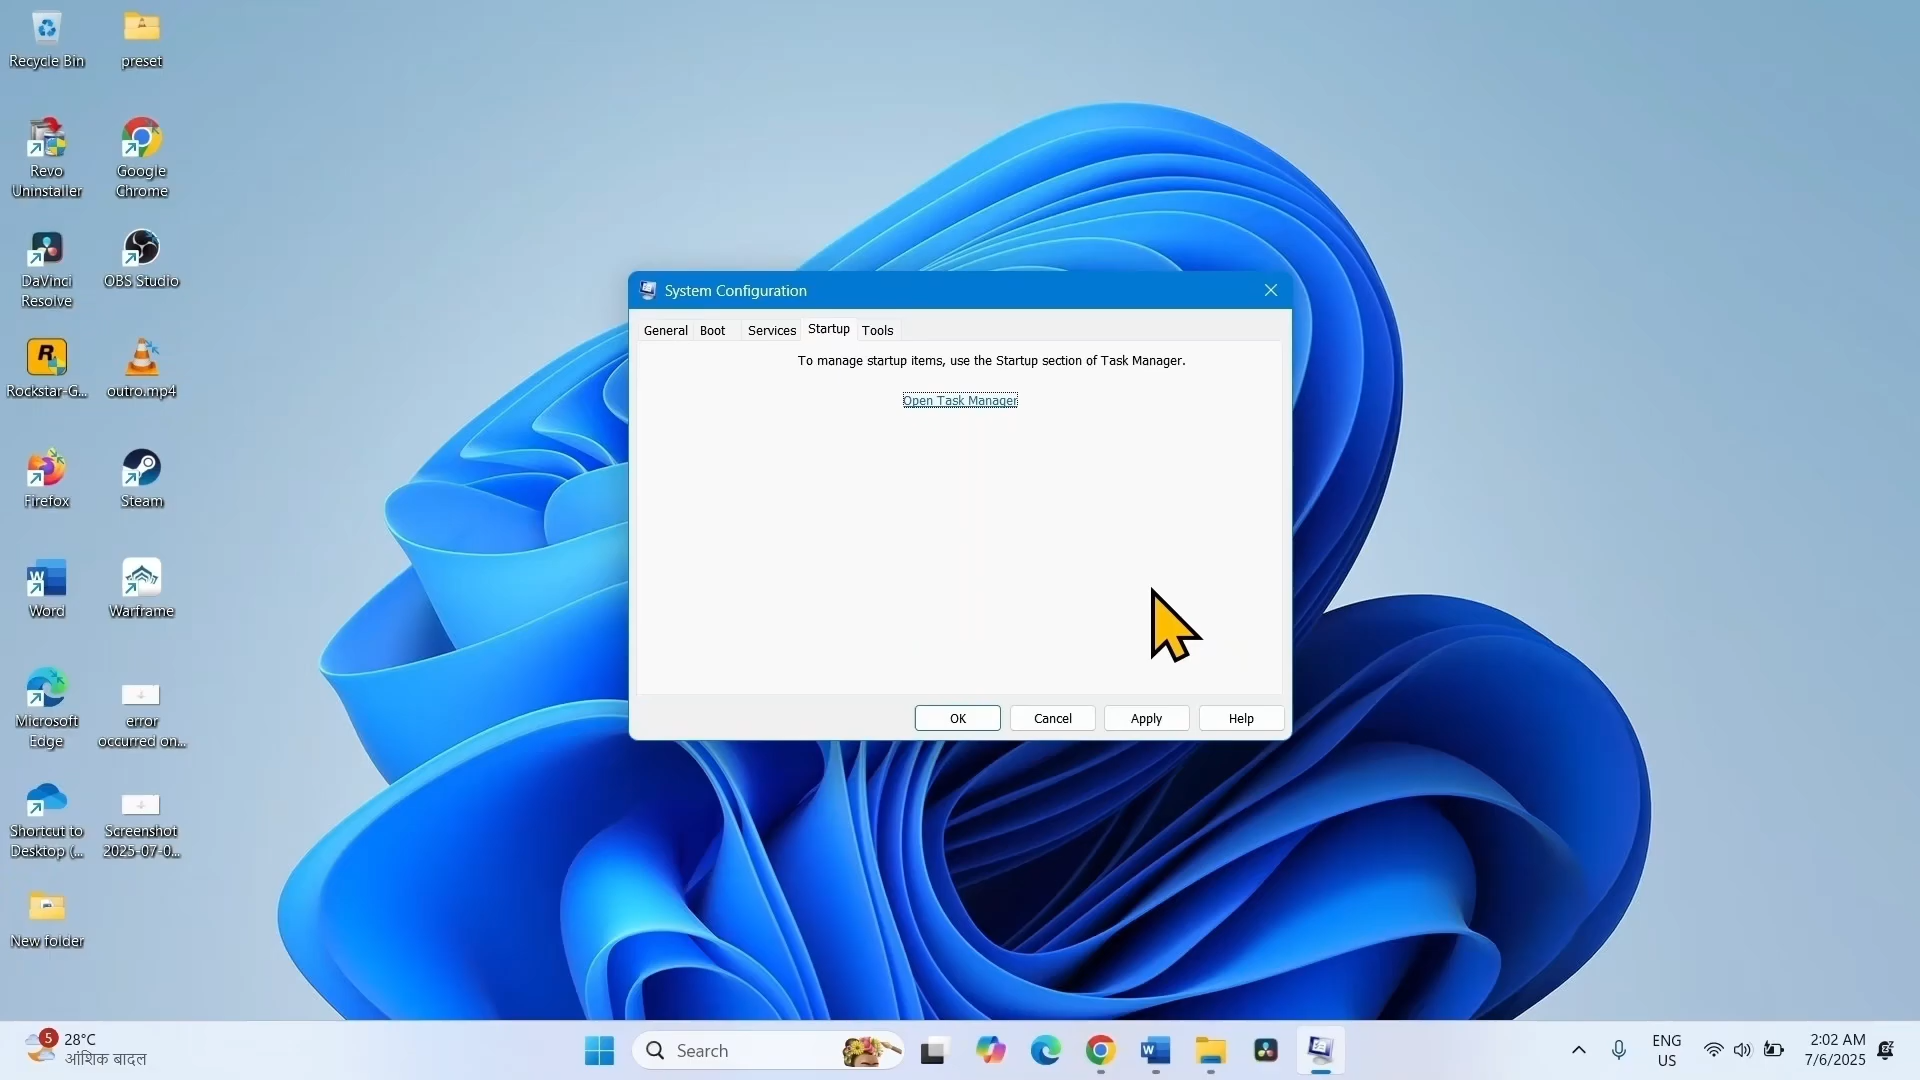 Recycle Bin
preset
Revo
Uninstaller
Google
Chrome
DaVinci
Resolve
OBS Studio
Rockstar-G...
outro.mp4
Firefox
Steam
Word
Warframe
Microsoft
Edge
error
occurred on...
Shortcut to
Desktop (...
Screenshot
2025-07-0...
New folder
System Configuration
General Boot Services Startup Tools
To manage startup items, use the Startup section of Task Manager.
Open Task Manager
OK Cancel Apply Help
5
28°C
आंशिक बादल
Search
ENG
US
2:02 AM
7/6/2025